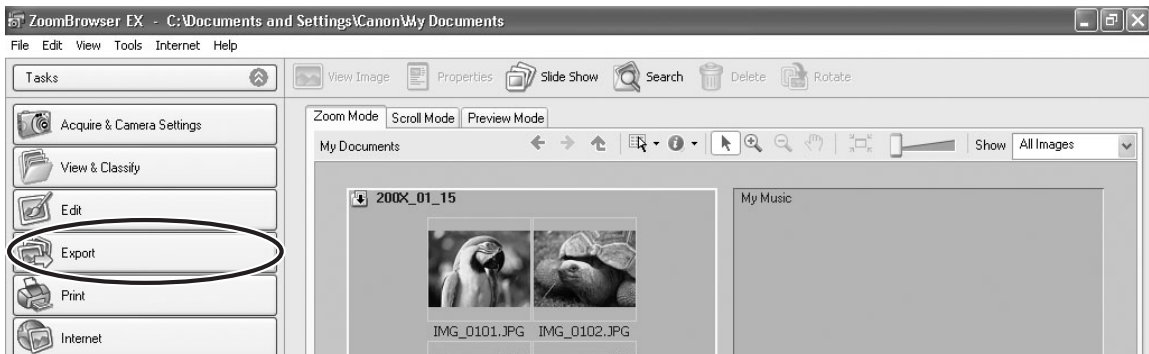 ZoomBrowser EX - C:\Documents and Settings\Canon\My Documents
File Edit View Tools Internet Help
Tasks
View Image Properties Slide Show Search Delete Rotate
Acquire & Camera Settings
View & Classify
Edit
Export
Print
Internet
Zoom Mode Scroll Mode Preview Mode
My Documents
Show All Images
200X_01_15
My Music
IMG_0101.JPG IMG_0102.JPG